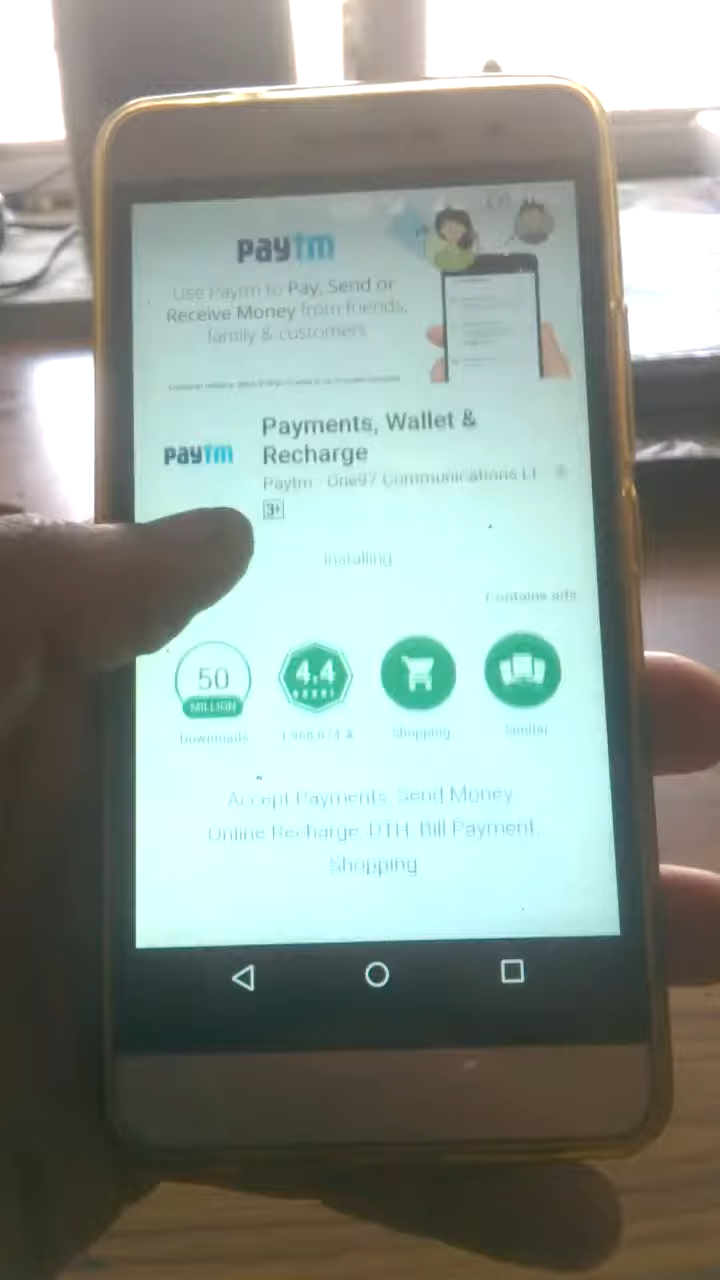 paytm
Use Paytm to Pay, Send or
Receive Money from friends,
family & customers
Payments, Wallet &
Recharge
paytm
Paytm - One97 Communications Lt
3+
Installing
Contains ads
50
MILLION
4.4
Downloads
Shopping
Similar
Accept Payments, Send Money
Online Recharge, DTH, Bill Payment,
Shopping